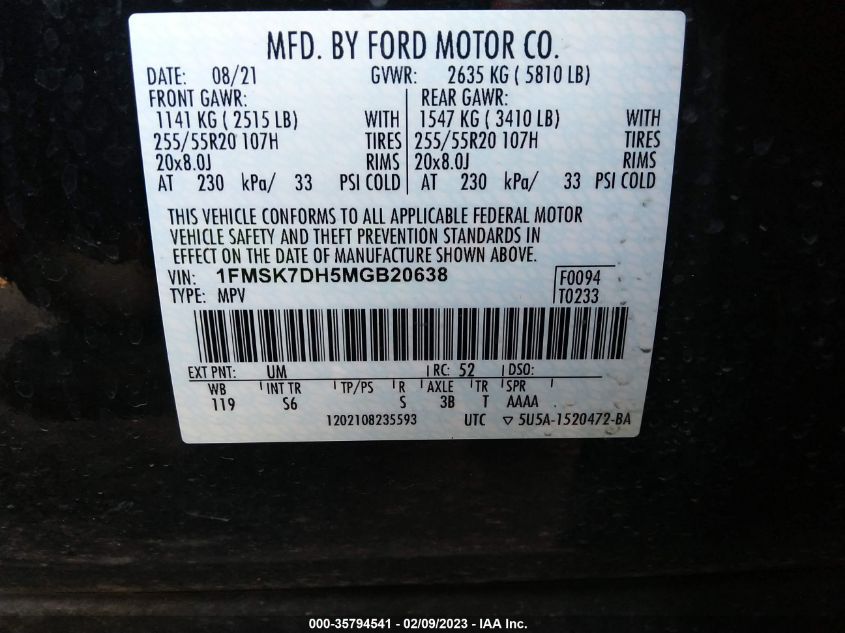 MFD. BY FORD MOTOR CO.
DATE: 08/21 GVWR: 2635 KG ( 5810 LB)
FRONT GAWR: REAR GAWR:
1141 KG ( 2515 LB) WITH 1547 KG ( 3410 LB) WITH
255/55R20 107H TIRES 255/55R20 107H TIRES
20x8.0J RIMS 20x8.0J RIMS
AT 230 kPa/ 33 PSI COLD AT 230 kPa/ 33 PSI COLD
THIS VEHICLE CONFORMS TO ALL APPLICABLE FEDERAL MOTOR
VEHICLE SAFETY AND THEFT PREVENTION STANDARDS IN
EFFECT ON THE DATE OF MANUFACTURE SHOWN ABOVE.
VIN: 1FMSK7DH5MGB20638 F0094
TYPE: MPV T0233
EXT PNT: UM RC: 52 DSO:
WB INT TR TP/PS R AXLE TR SPR
119 S6 S 3B T AAAA
1202108235593 UTC ▽ 5U5A-1520472-BA
000-35794541 - 02/09/2023 - IAA Inc.